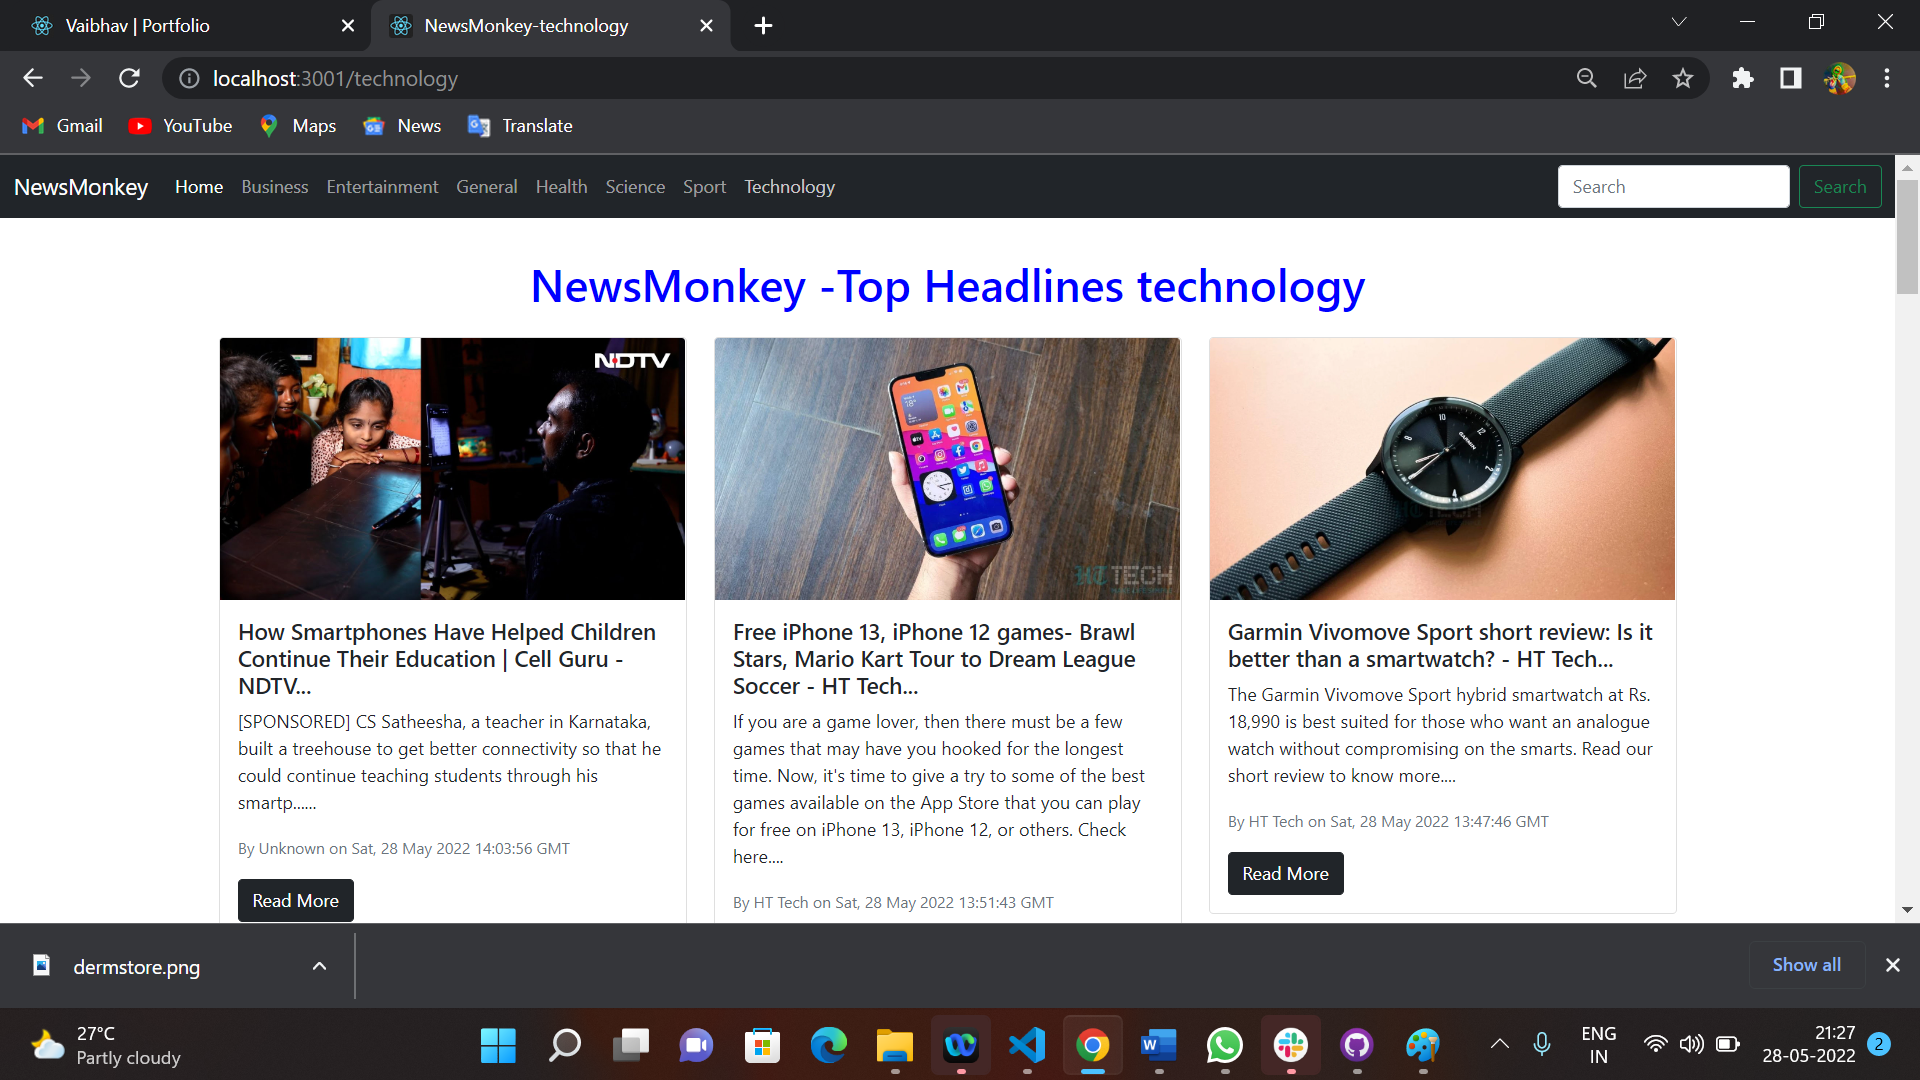 Vaibhav | Portfolio
NewsMonkey-technology
localhost:3001/technology
Gmail
YouTube
Maps
News
Translate
NewsMonkey
Home
Business
Entertainment
General
Health
Science
Sport
Technology
Search
Search
NewsMonkey -Top Headlines technology
NDTV
HT TECH
How Smartphones Have Helped Children
Continue Their Education | Cell Guru -
NDTV...
[SPONSORED] CS Satheesha, a teacher in Karnataka,
built a treehouse to get better connectivity so that he
could continue teaching students through his
smartp......
By Unknown on Sat, 28 May 2022 14:03:56 GMT
Read More
Free iPhone 13, iPhone 12 games- Brawl
Stars, Mario Kart Tour to Dream League
Soccer - HT Tech...
If you are a game lover, then there must be a few
games that may have you hooked for the longest
time. Now, it's time to give a try to some of the best
games available on the App Store that you can play
for free on iPhone 13, iPhone 12, or others. Check
here....
By HT Tech on Sat, 28 May 2022 13:51:43 GMT
Garmin Vivomove Sport short review: Is it
better than a smartwatch? - HT Tech...
The Garmin Vivomove Sport hybrid smartwatch at Rs.
18,990 is best suited for those who want an analogue
watch without compromising on the smarts. Read our
short review to know more....
By HT Tech on Sat, 28 May 2022 13:47:46 GMT
Read More
dermstore.png
Show all
27°C
Partly cloudy
ENG
IN
21:27
28-05-2022
2